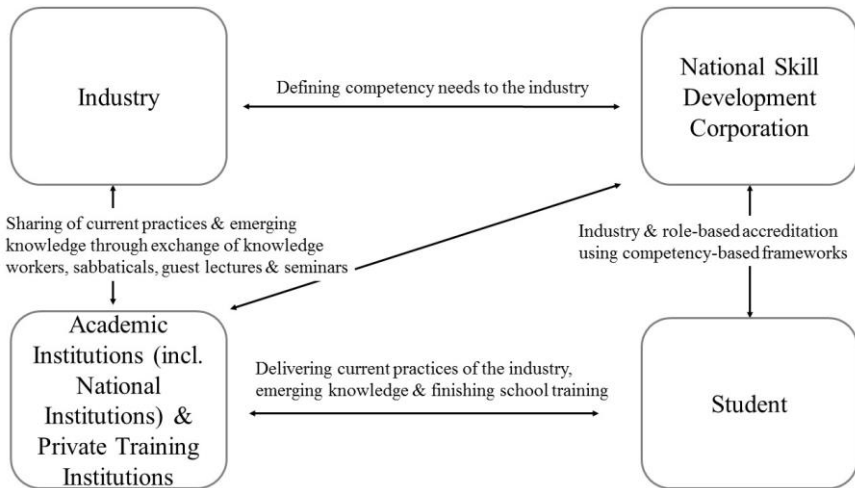 Industry
Defining competency needs to the industry
National Skill
Development
Corporation
Sharing of current practices & emerging
knowledge through exchange of knowledge
workers, sabbaticals, guest lectures & seminars
Industry & role-based accreditation
using competency-based frameworks
Academic
Institutions (incl.
National
Institutions) &
Private Training
Institutions
Delivering current practices of the industry,
emerging knowledge & finishing school training
Student